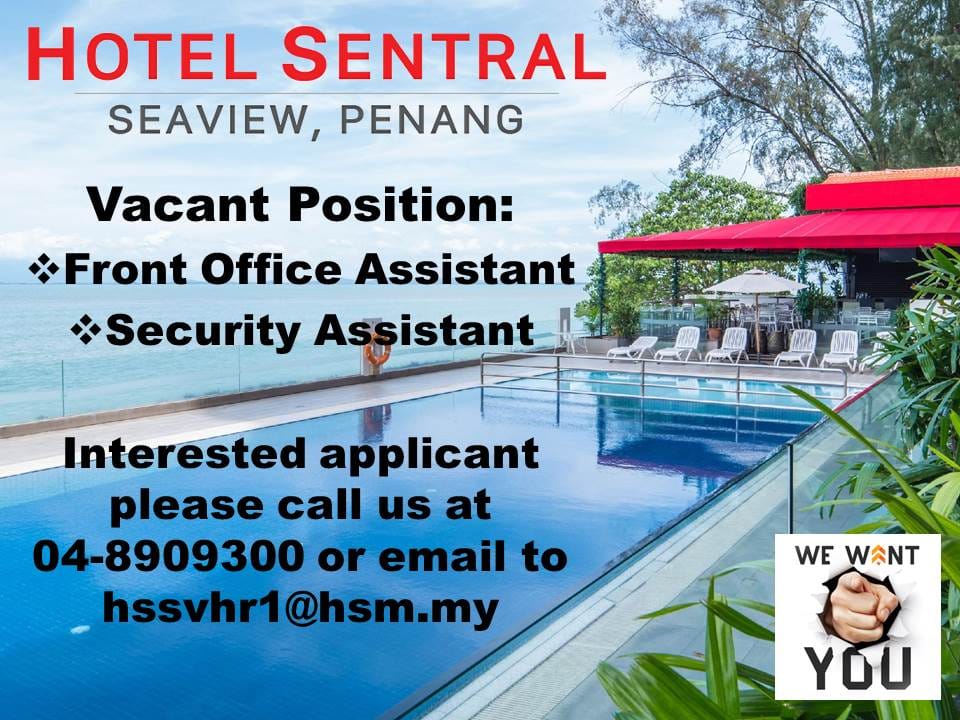 HOTEL SENTRAL
SEAVIEW, PENANG
Vacant Position:
❖Front Office Assistant
❖Security Assistant
Interested applicant
please call us at
04-8909300 or email to
hssvhr1@hsm.my
WE WANT
YOU